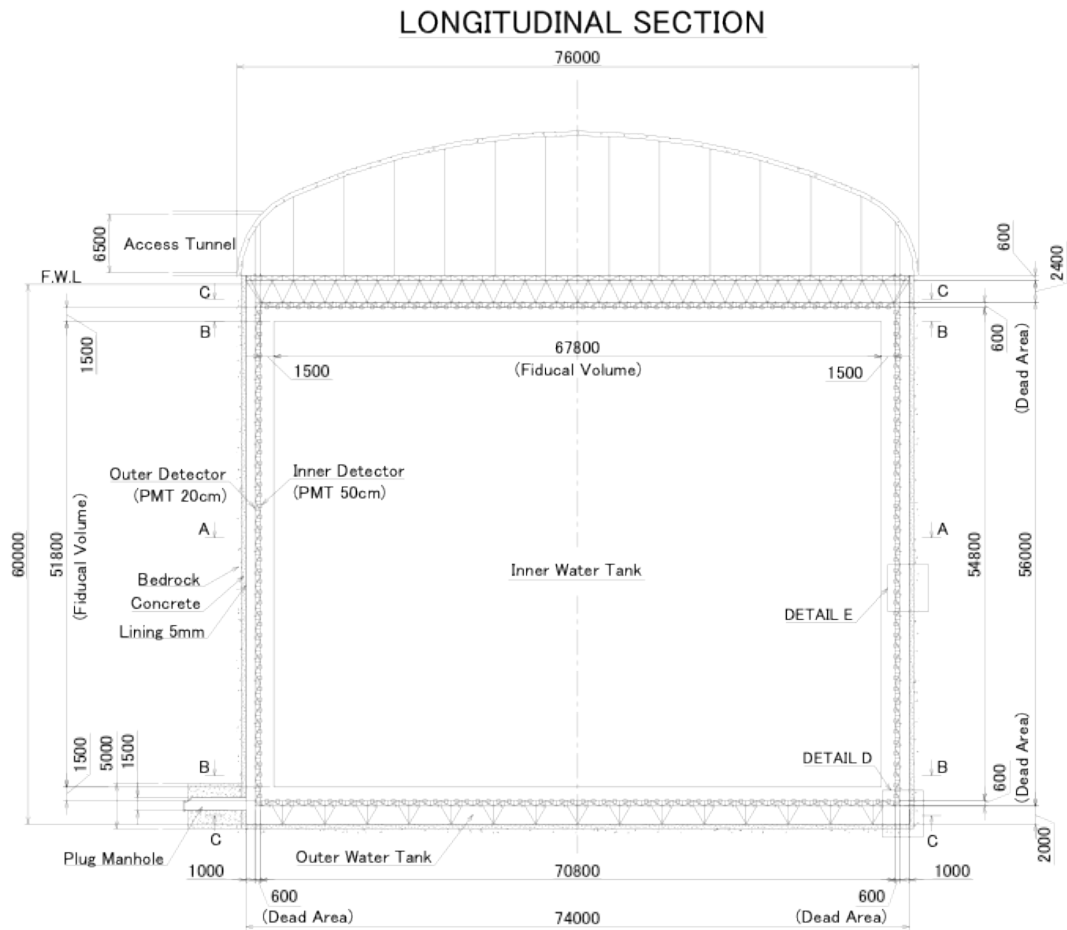 LONGITUDINAL SECTION
76000
6500
Access Tunnel
600
2400
F.W.L
C
C
B
B
1500
67800
(Fiducal Volume)
1500
1500
600
(Dead Area)
Outer Detector
(PMT 20cm)
Inner Detector
(PMT 50cm)
A
A
60000
51800
(Fiducal Volume)
Inner Water Tank
54800
56000
Bedrock
Concrete
Lining 5mm
DETAIL E
1500
5000
1500
B
DETAIL D
B
600
(Dead Area)
C
C
Plug Manhole
Outer Water Tank
2000
1000
70800
1000
600
(Dead Area)
600
(Dead Area)
74000